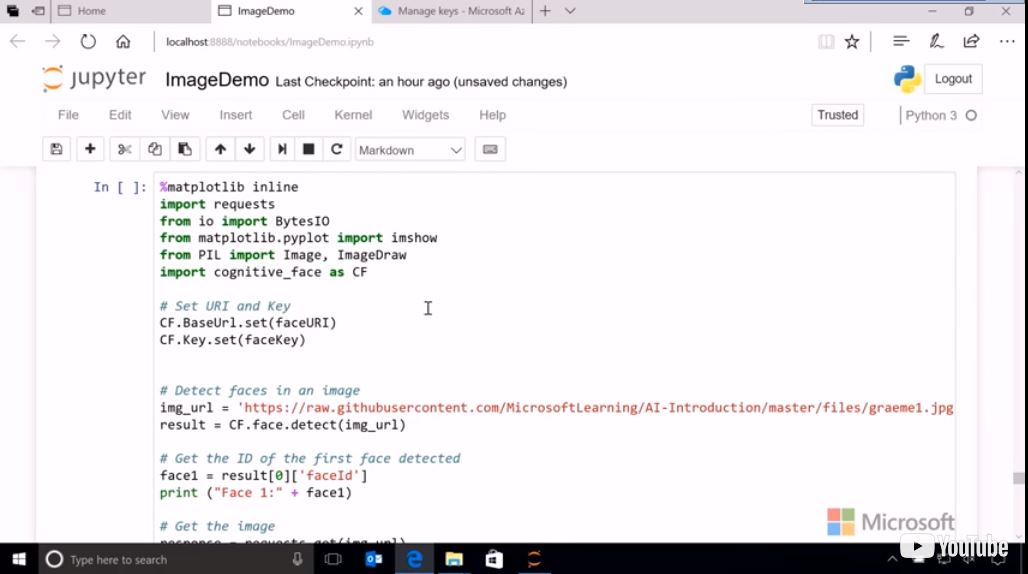 Home
ImageDemo
Manage keys - Microsoft Az
localhost:8888/notebooks/ImageDemo.ipynb
jupyter ImageDemo Last Checkpoint: an hour ago (unsaved changes)
Logout
File Edit View Insert Cell Kernel Widgets Help
Trusted
Python 3
Markdown
In [ ]:
%matplotlib inline
import requests
from io import BytesIO
from matplotlib.pyplot import imshow
from PIL import Image, ImageDraw
import cognitive_face as CF
# Set URI and Key
CF.BaseUrl.set(faceURI)
CF.Key.set(faceKey)
# Detect faces in an image
img_url = 'https://raw.githubusercontent.com/MicrosoftLearning/AI-Introduction/master/files/graeme1.jpg
result = CF.face.detect(img_url)
# Get the ID of the first face detected
face1 = result[0]['faceId']
print ("Face 1:" + face1)
# Get the image
response = requests.get(img_url)
Microsoft
YouTube
Type here to search